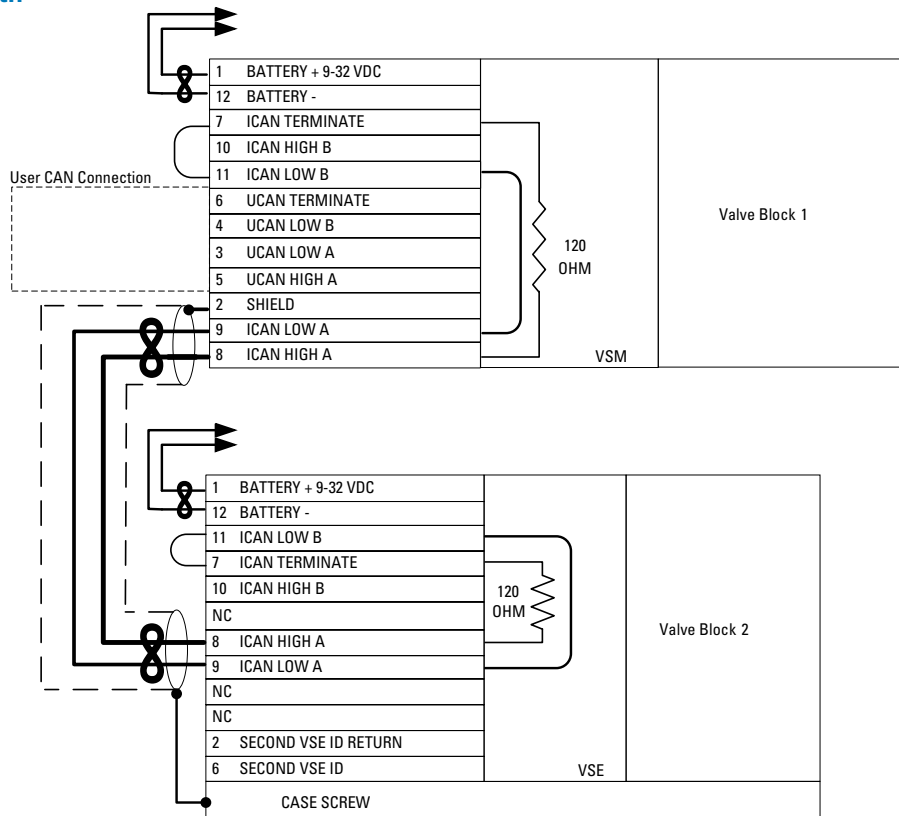 1 BATTERY + 9-32 VDC
12 BATTERY -
7 ICAN TERMINATE
10 ICAN HIGH B
11 ICAN LOW B
User CAN Connection
6 UCAN TERMINATE
4 UCAN LOW B
3 UCAN LOW A
5 UCAN HIGH A
2 SHIELD
9 ICAN LOW A
8 ICAN HIGH A
120
OHM
VSM
Valve Block 1
1 BATTERY + 9-32 VDC
12 BATTERY -
11 ICAN LOW B
7 ICAN TERMINATE
10 ICAN HIGH B
NC
8 ICAN HIGH A
9 ICAN LOW A
NC
NC
2 SECOND VSE ID RETURN
6 SECOND VSE ID
CASE SCREW
120
OHM
VSE
Valve Block 2